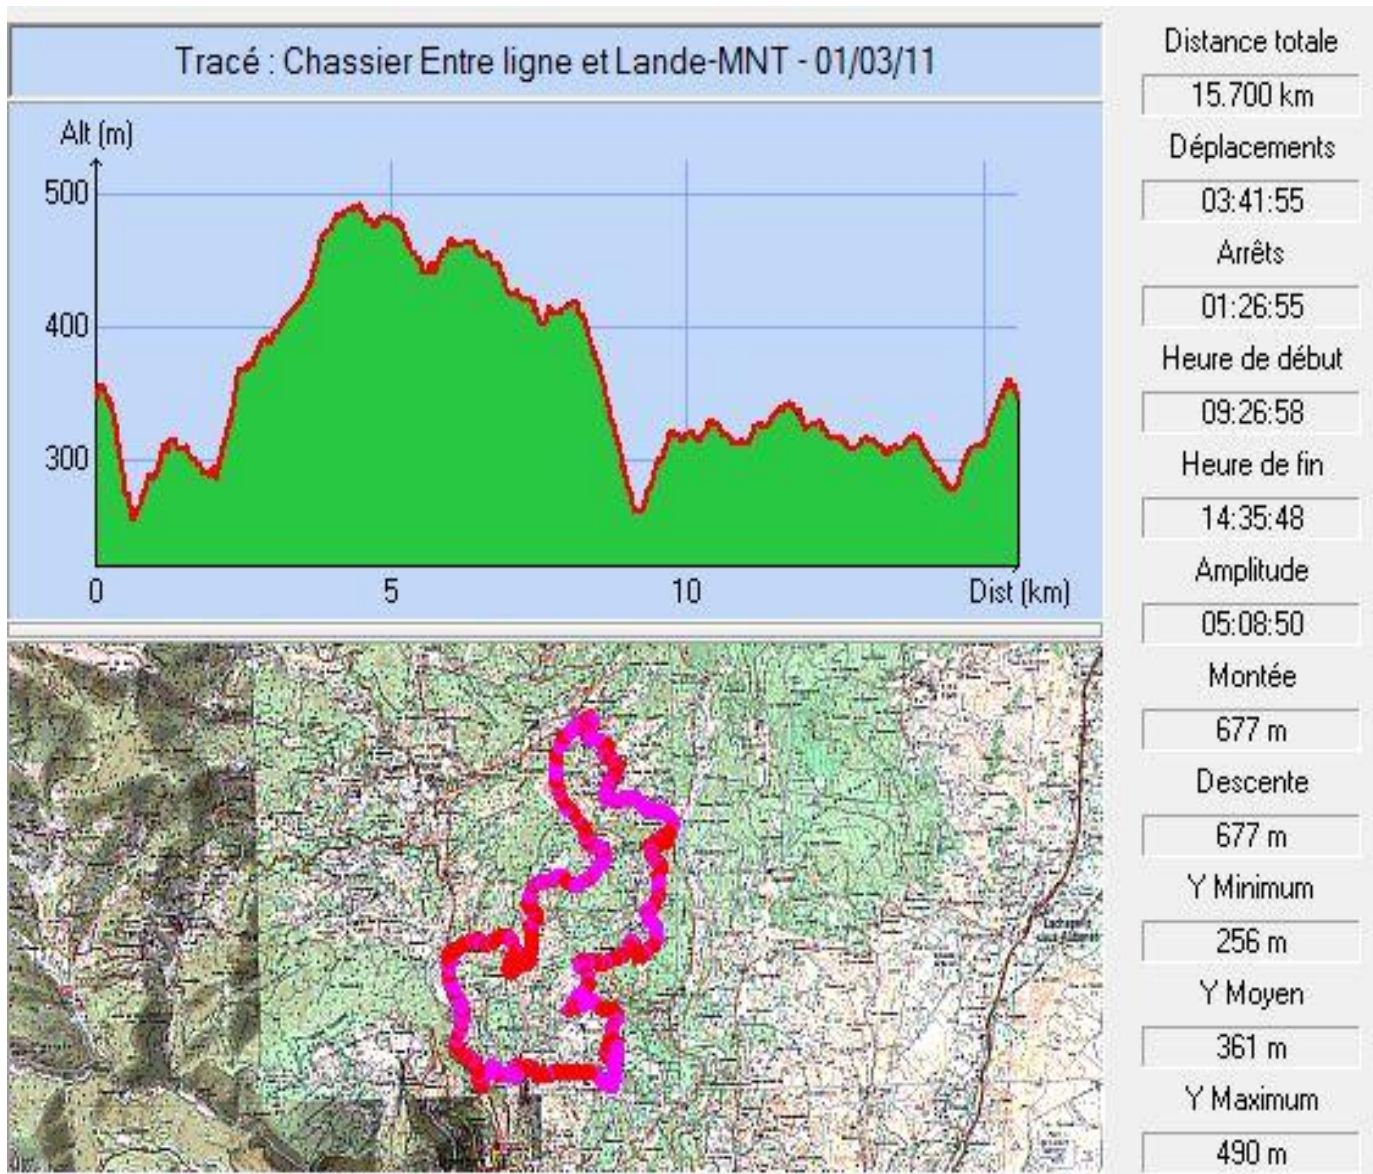 Tracé : Chassier Entre ligne et Lande-MNT - 01/03/11
Alt (m)
500
400
300
0
5
10
Dist (km)
Distance totale
15.700 km
Déplacements
03:41:55
Arrêts
01:26:55
Heure de début
09:26:58
Heure de fin
14:35:48
Amplitude
05:08:50
Montée
677 m
Descente
677 m
Y Minimum
256 m
Y Moyen
361 m
Y Maximum
490 m